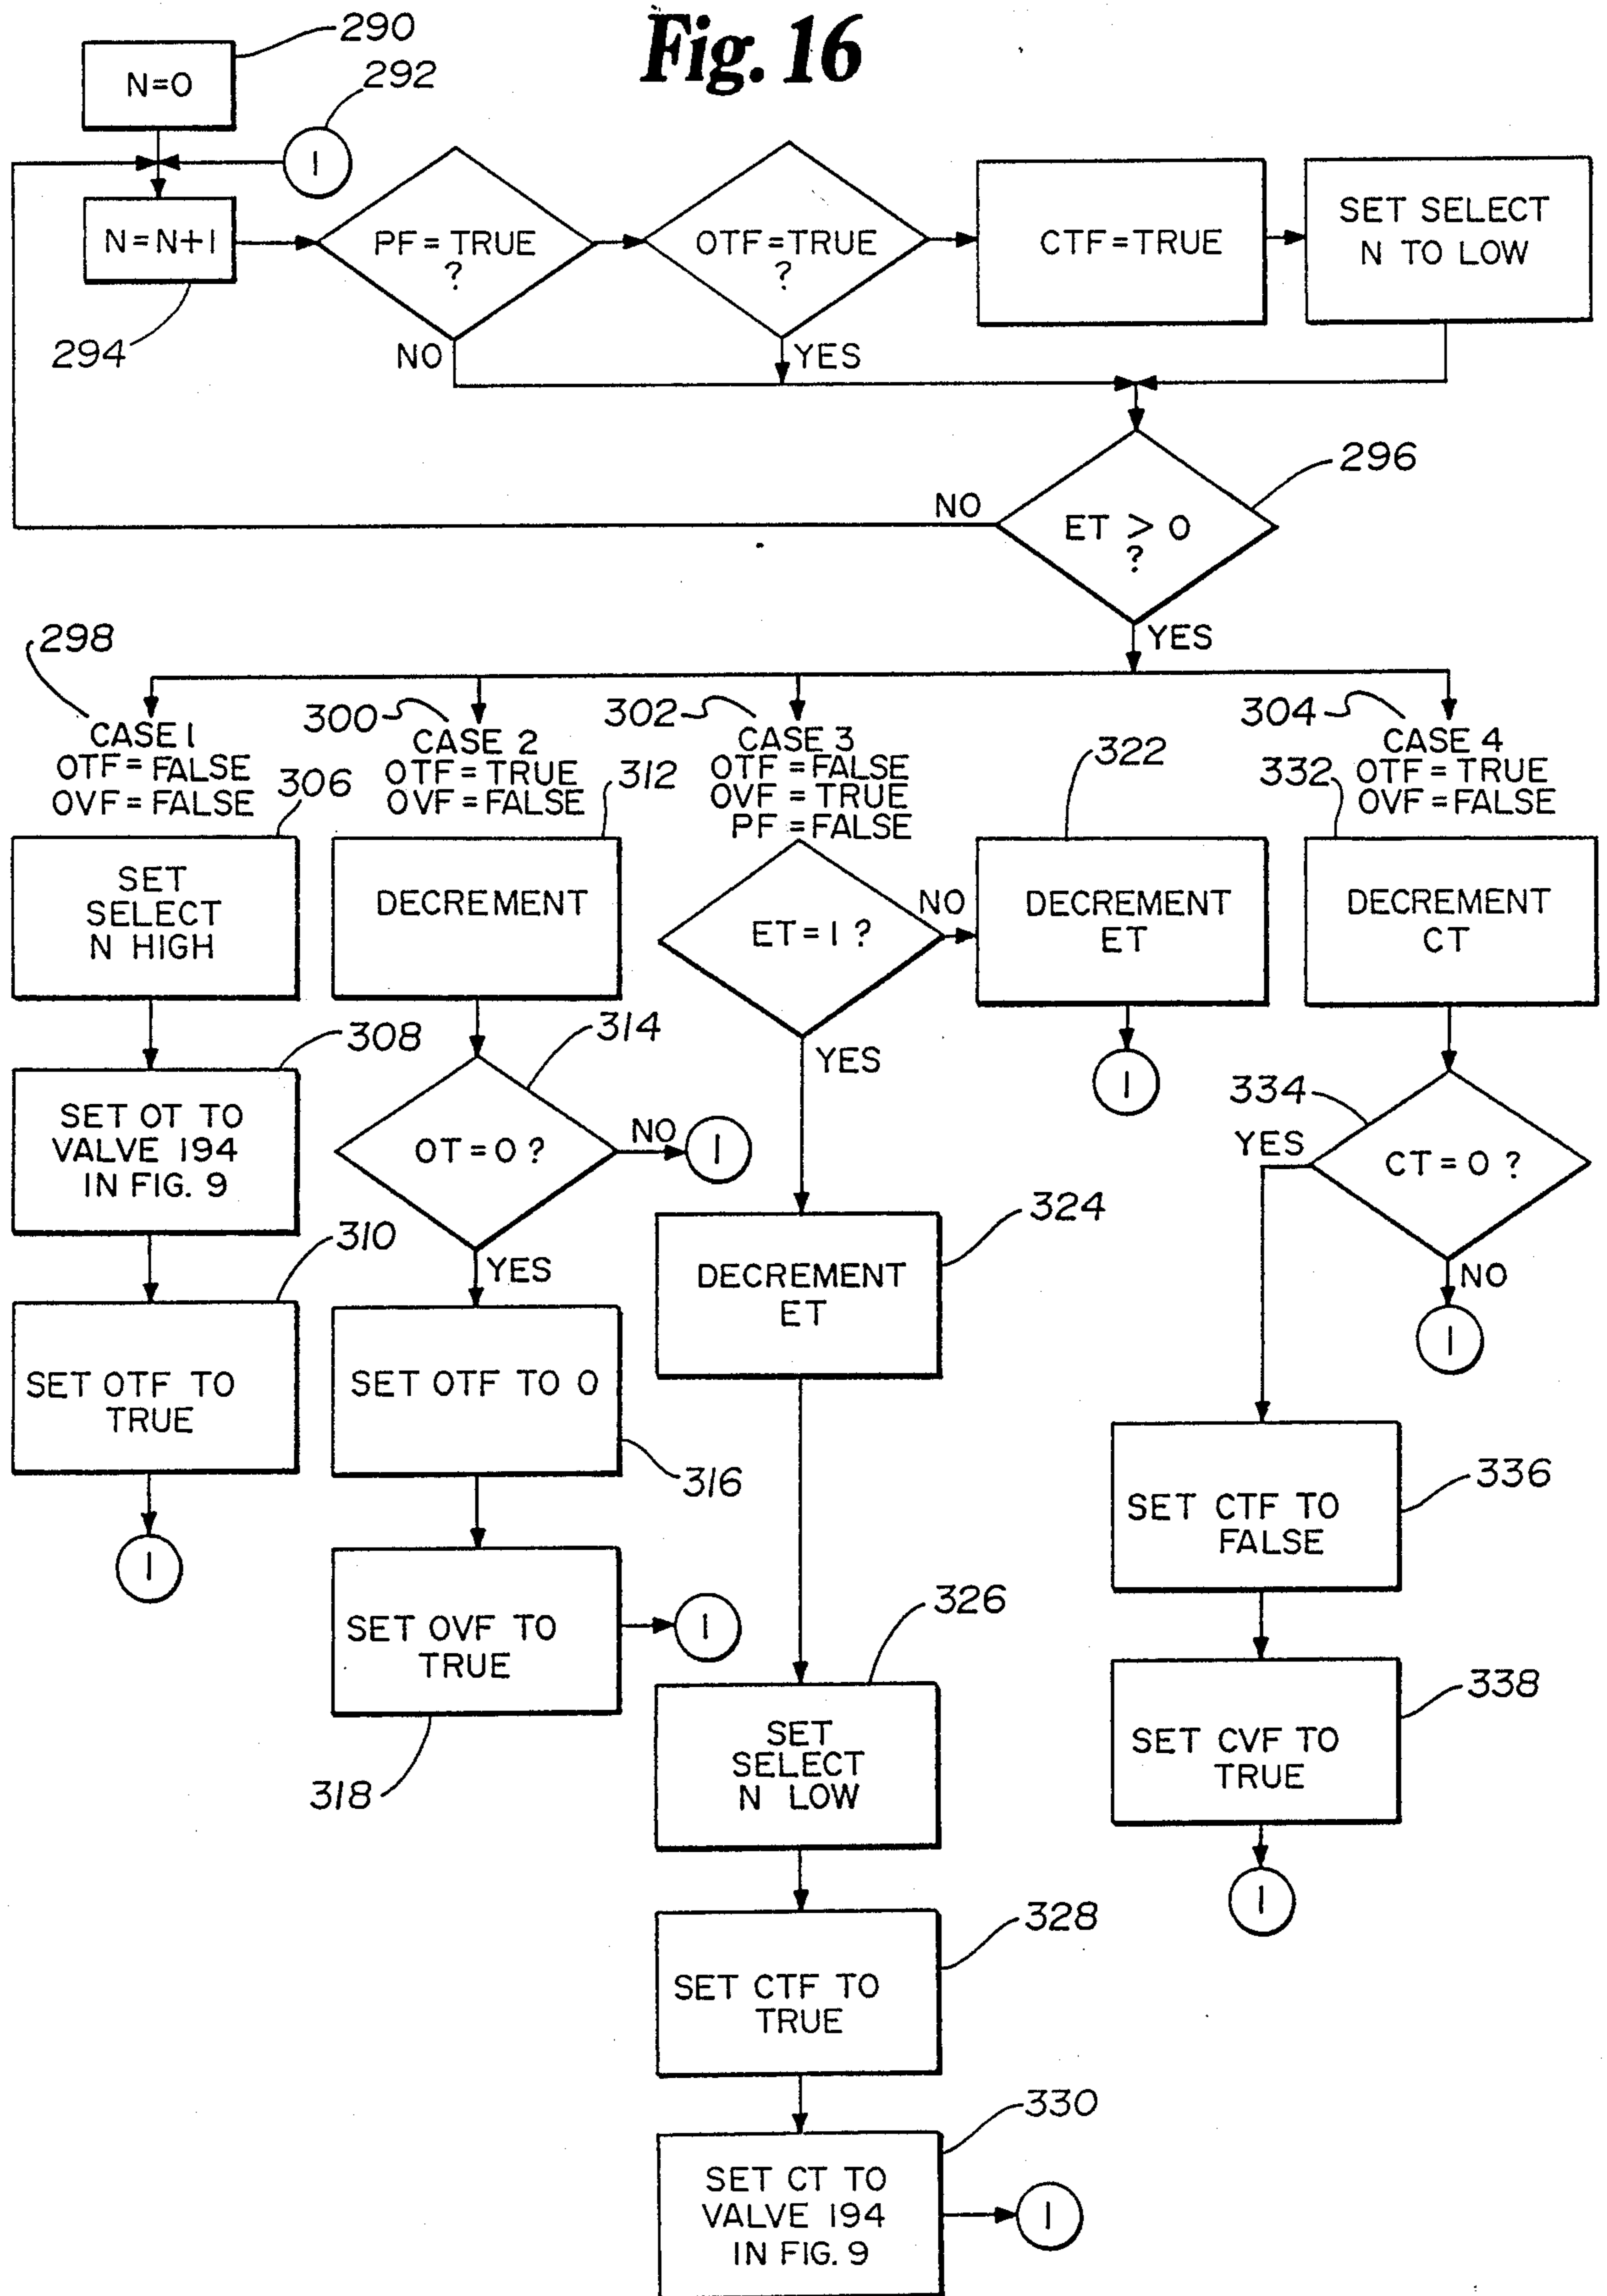 Fig. 16
290
N=0
292
1
N=N+1
294
PF=TRUE
?
NO
OTF=TRUE
?
YES
CTF=TRUE
SET SELECT
N TO LOW
296
ET > 0
?
NO
YES
298
CASE 1
OTF=FALSE
OVF=FALSE
300
CASE 2
OTF=TRUE
OVF=FALSE
302
CASE 3
OTF=FALSE
OVF=TRUE
PF=FALSE
304
CASE 4
OTF=TRUE
OVF=FALSE
306
SET
SELECT
N HIGH
308
SET OT TO
VALVE 194
IN FIG. 9
310
SET OTF TO
TRUE
1
312
DECREMENT
314
OT=0?
NO
1
YES
SET OTF TO 0
316
SET OVF TO
TRUE
1
318
ET=1?
NO
322
DECREMENT
ET
1
YES
324
DECREMENT
ET
326
SET
SELECT
N LOW
328
SET CTF TO
TRUE
330
SET CT TO
VALVE 194
IN FIG. 9
1
332
DECREMENT
CT
334
YES
CT=0?
NO
1
336
SET CTF TO
FALSE
338
SET CVF TO
TRUE
1